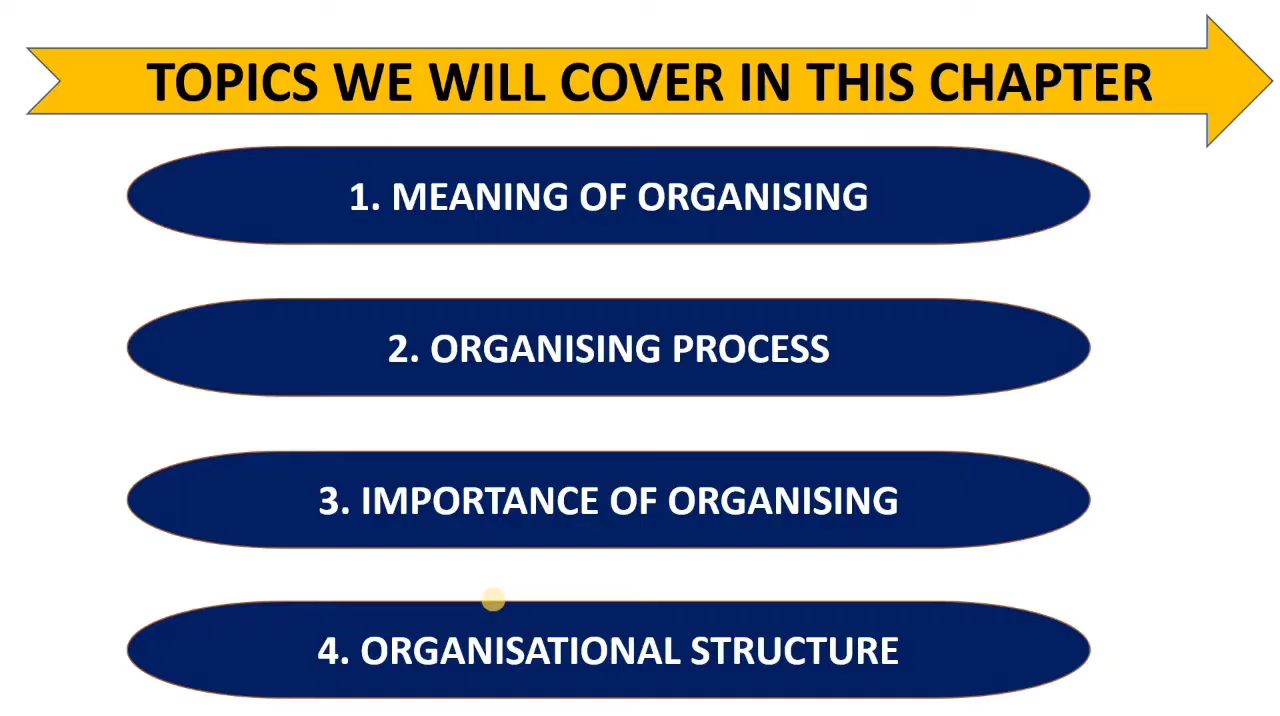 TOPICS WE WILL COVER IN THIS CHAPTER
1. MEANING OF ORGANISING
2. ORGANISING PROCESS
3. IMPORTANCE OF ORGANISING
4. ORGANISATIONAL STRUCTURE